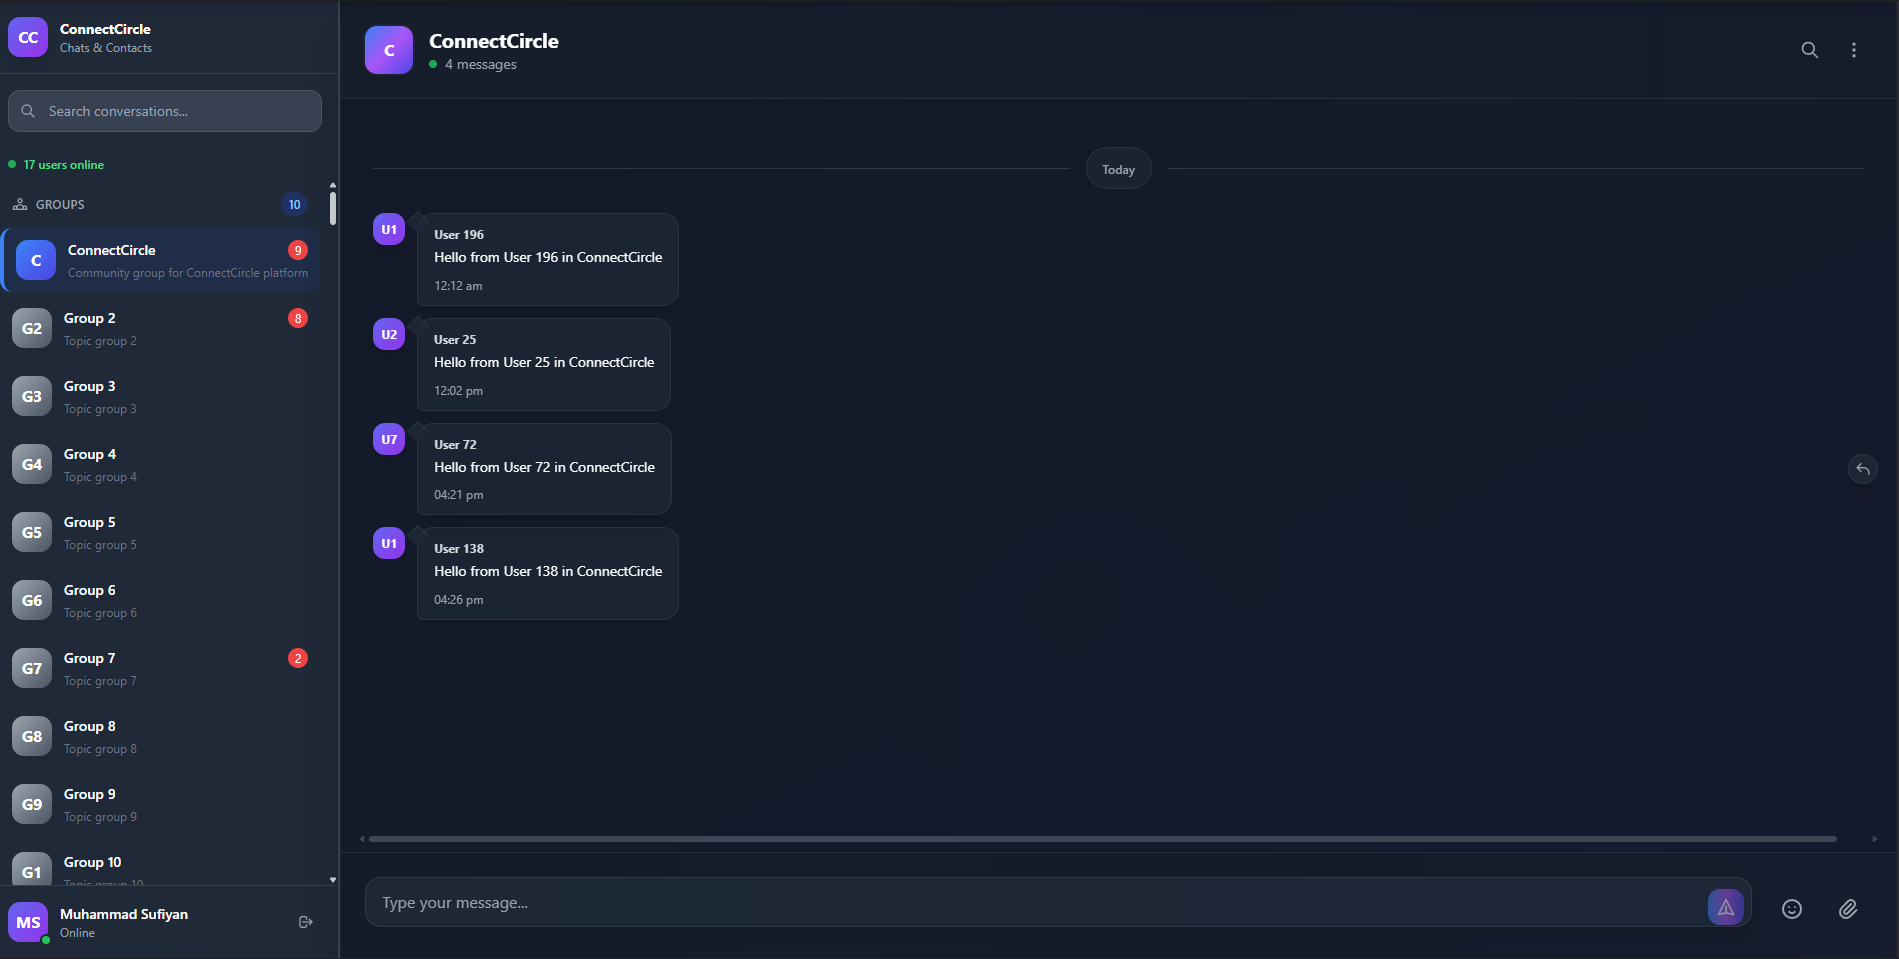 CC
ConnectCircle
Chats & Contacts
Search conversations...
17 users online
GROUPS 10
C
ConnectCircle 9
Community group for ConnectCircle platform
G2
Group 2 8
Topic group 2
G3
Group 3
Topic group 3
G4
Group 4
Topic group 4
G5
Group 5
Topic group 5
G6
Group 6
Topic group 6
G7
Group 7 2
Topic group 7
G8
Group 8
Topic group 8
G9
Group 9
Topic group 9
G1
Group 10
Topic group 10
MS
Muhammad Sufiyan
Online
C
ConnectCircle
4 messages
Today
U1
User 196
Hello from User 196 in ConnectCircle
12:12 am
U2
User 25
Hello from User 25 in ConnectCircle
12:02 pm
U7
User 72
Hello from User 72 in ConnectCircle
04:21 pm
U1
User 138
Hello from User 138 in ConnectCircle
04:26 pm
Type your message...